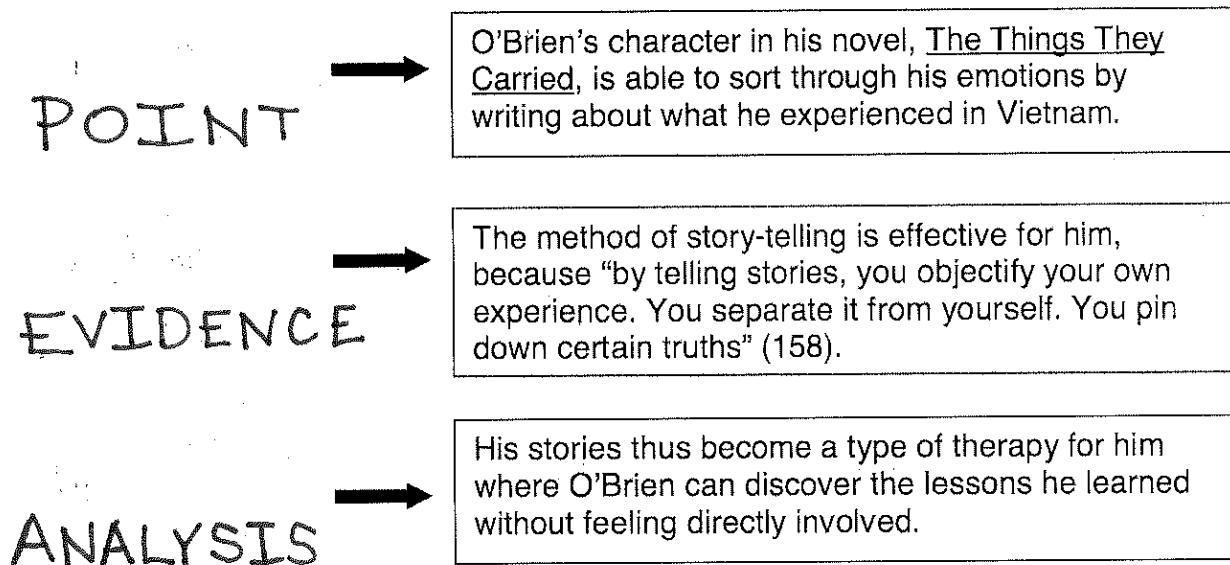 POINT
O'Brien's character in his novel, The Things They
Carried, is able to sort through his emotions by
writing about what he experienced in Vietnam.
EVIDENCE
The method of story-telling is effective for him,
because “by telling stories, you objectify your own
experience. You separate it from yourself. You pin
down certain truths” (158).
ANALYSIS
His stories thus become a type of therapy for him
where O'Brien can discover the lessons he learned
without feeling directly involved.